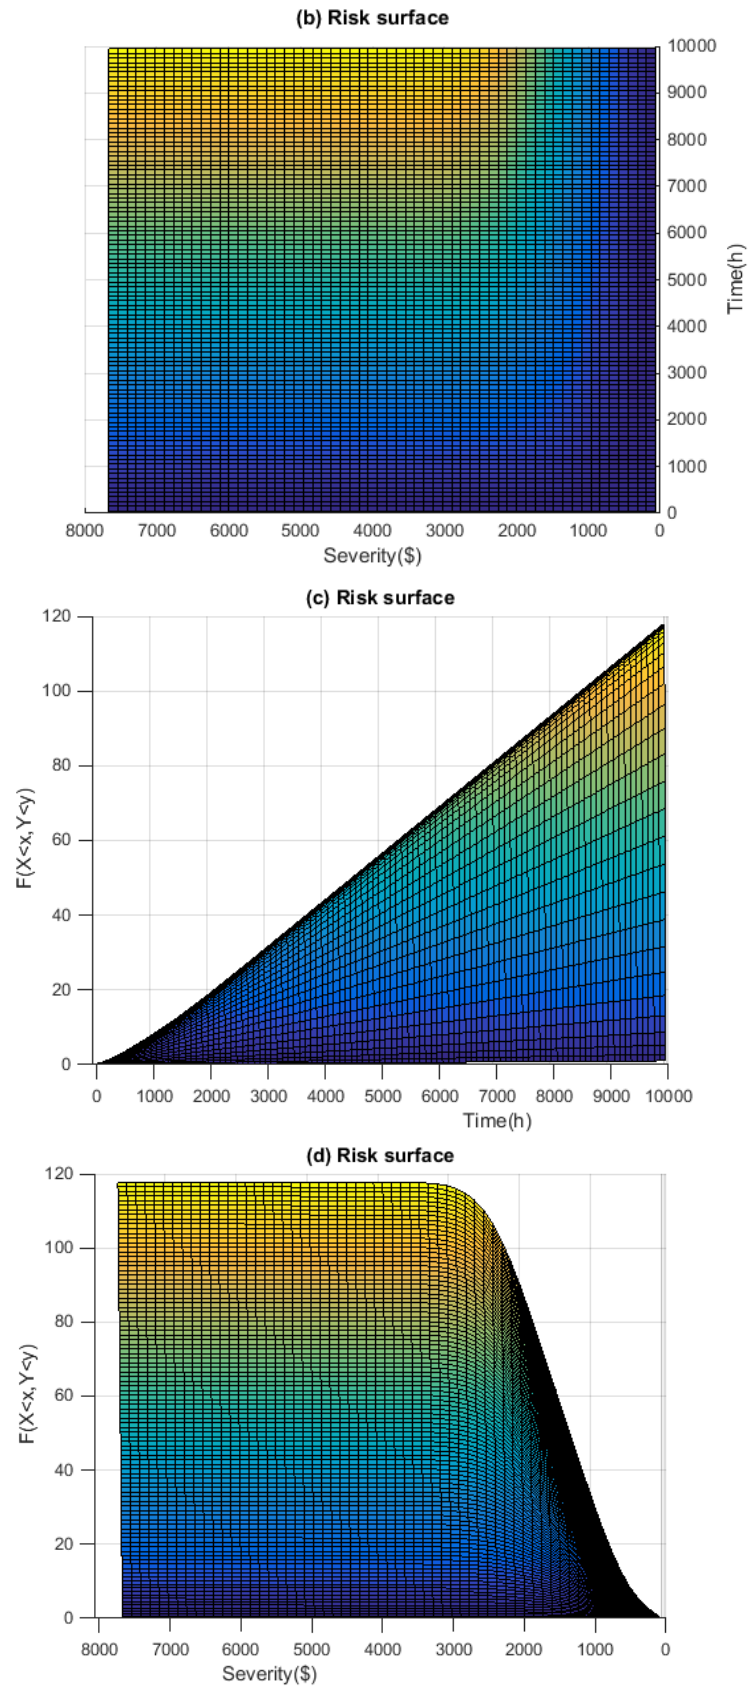 (b) Risk surface
10000
9000
8000
7000
6000
5000
4000
3000
2000
1000
0
Time(h)
8000 7000 6000 5000 4000 3000 2000 1000 0
Severity($)
(c) Risk surface
120
100
80
60
40
20
0
F(X<x,Y<y)
0 1000 2000 3000 4000 5000 6000 7000 8000 9000 10000
Time(h)
(d) Risk surface
120
100
80
60
40
20
0
F(X<x,Y<y)
8000 7000 6000 5000 4000 3000 2000 1000 0
Severity($)